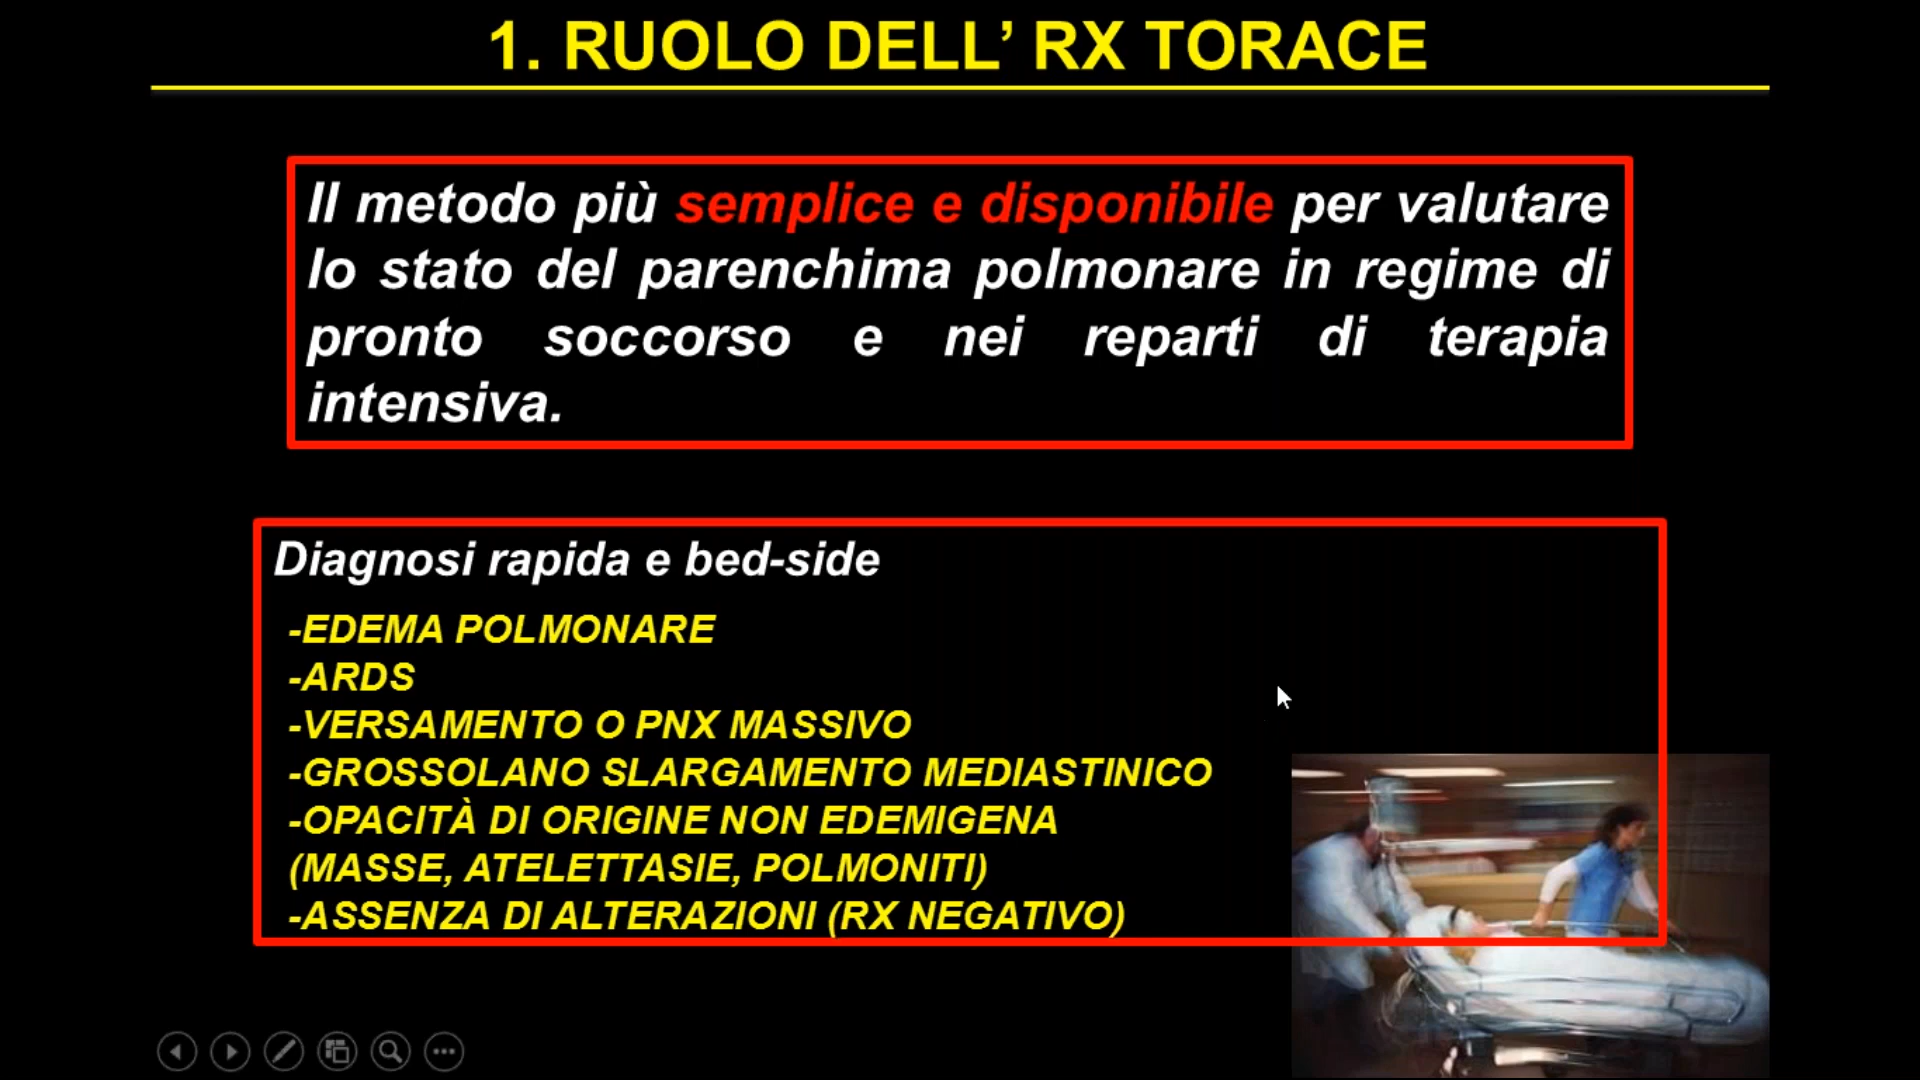 1. RUOLO DELL’ RX TORACE
Il metodo più semplice e disponibile per valutare
lo stato del parenchima polmonare in regime di
pronto soccorso e nei reparti di terapia
intensiva.
Diagnosi rapida e bed-side
-EDEMA POLMONARE
-ARDS
-VERSAMENTO O PNX MASSIVO
-GROSSOLANO SLARGAMENTO MEDIASTINICO
-OPACITÀ DI ORIGINE NON EDEMIGENA
(MASSE, ATELETTASIE, POLMONITI)
-ASSENZA DI ALTERAZIONI (RX NEGATIVO)